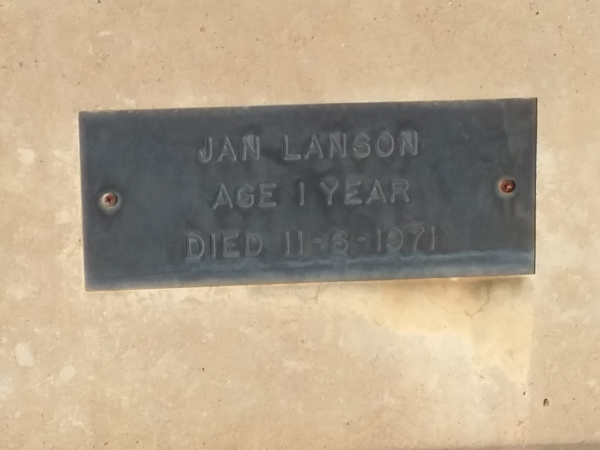 JAN LANSON
AGE 1 YEAR
DIED 11-6-1971